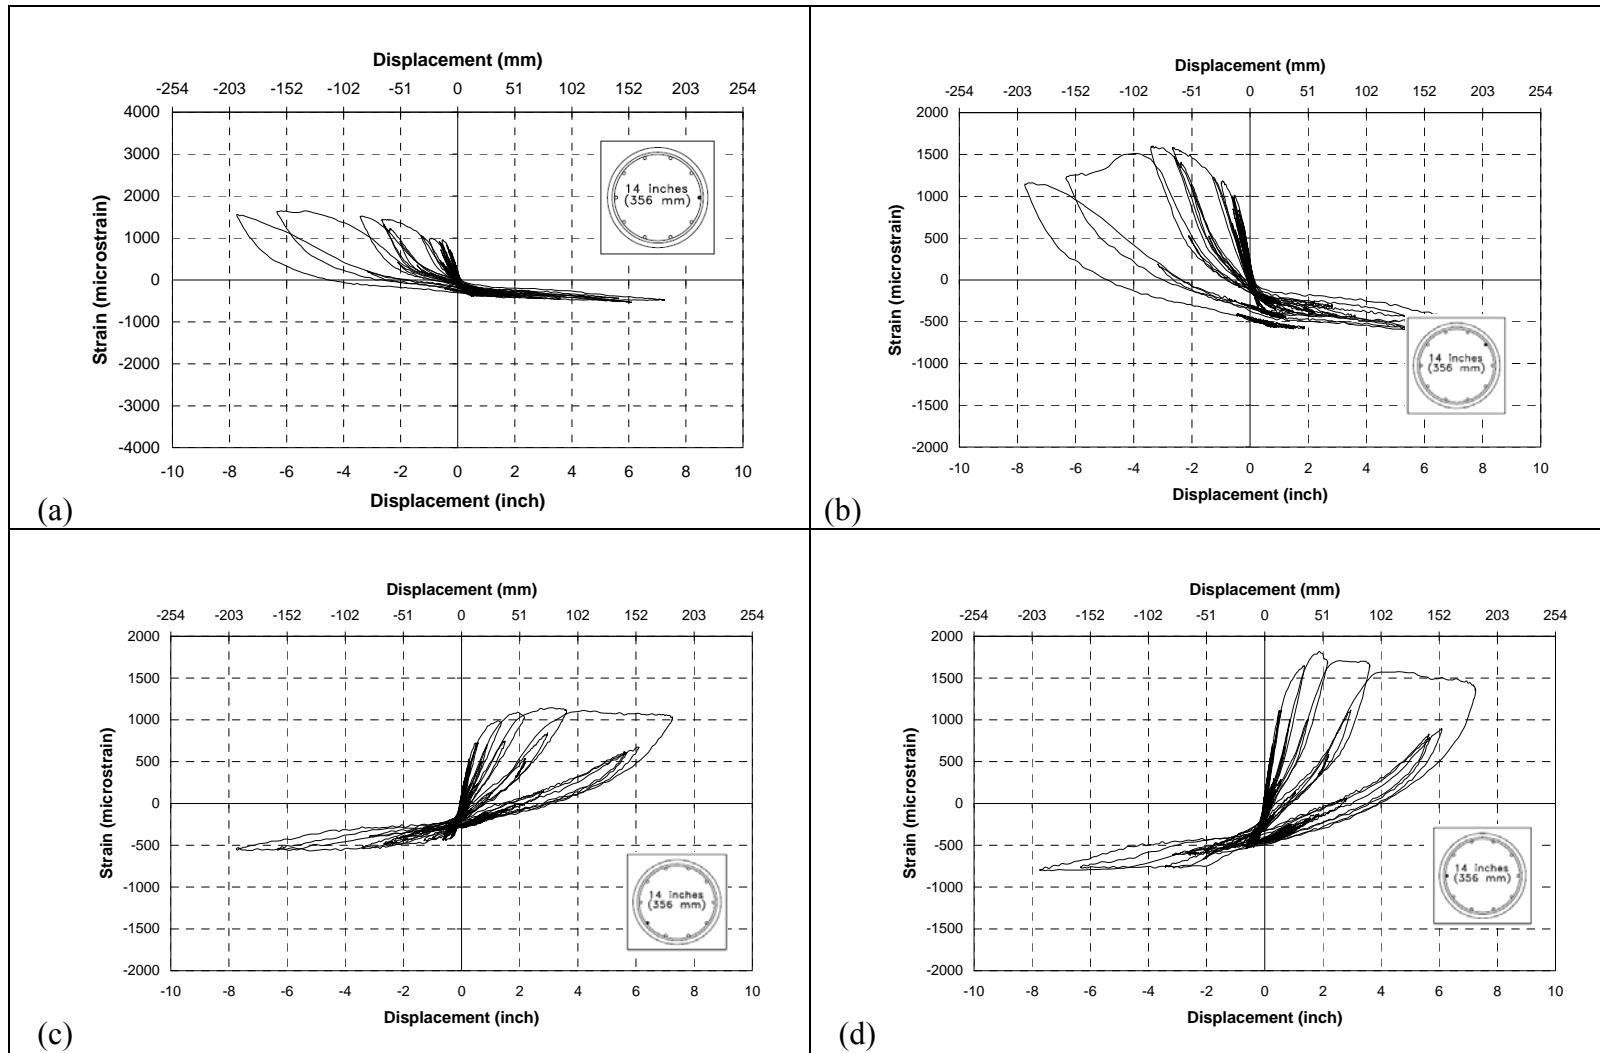 Displacement (mm)
-254 -203 -152 -102 -51 0 51 102 152 203 254
4000
3000
2000
1000
0
-1000
-2000
-3000
-4000
Strain (microstrain)
14 inches
(356 mm)
-10 -8 -6 -4 -2 0 2 4 6 8 10
Displacement (inch)
(a)
Displacement (mm)
-254 -203 -152 -102 -51 0 51 102 152 203 254
2000
1500
1000
500
0
-500
-1000
-1500
-2000
Strain (microstrain)
14 inches
(356 mm)
-10 -8 -6 -4 -2 0 2 4 6 8 10
Displacement (inch)
(b)
Displacement (mm)
-254 -203 -152 -102 -51 0 51 102 152 203 254
2000
1500
1000
500
0
-500
-1000
-1500
-2000
Strain (microstrain)
14 inches
(356 mm)
-10 -8 -6 -4 -2 0 2 4 6 8 10
Displacement (inch)
(c)
Displacement (mm)
-254 -203 -152 -102 -51 0 51 102 152 203 254
2000
1500
1000
500
0
-500
-1000
-1500
-2000
Strain (microstrain)
14 inches
(356 mm)
-10 -8 -6 -4 -2 0 2 4 6 8 10
Displacement (inch)
(d)